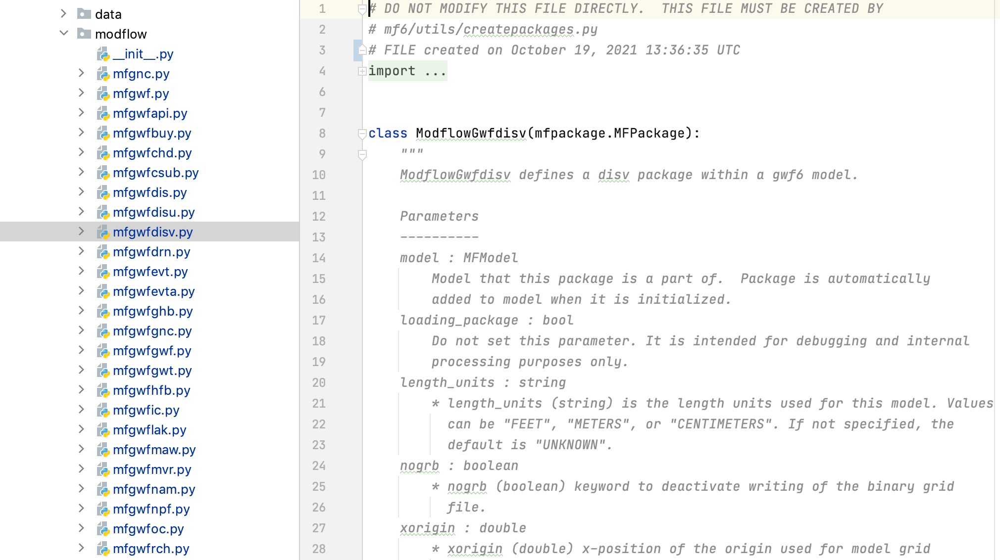 data
modflow
__init__.py
mfgnc.py
mfgwf.py
mfgwfapi.py
mfgwfbuy.py
mfgwfchd.py
mfgwfcsub.py
mfgwfdis.py
mfgwfdisu.py
mfgwfdisv.py
mfgwfdrn.py
mfgwfevt.py
mfgwfevta.py
mfgwfghb.py
mfgwfgnc.py
mfgwfgwf.py
mfgwfgwt.py
mfgwfhfb.py
mfgwfic.py
mfgwflak.py
mfgwfmaw.py
mfgwfmvr.py
mfgwfnam.py
mfgwfnpf.py
mfgwfoc.py
mfgwfrch.py
1 # DO NOT MODIFY THIS FILE DIRECTLY.  THIS FILE MUST BE CREATED BY
2 # mf6/utils/createpackages.py
3 # FILE created on October 19, 2021 13:36:35 UTC
4 import ...
6
7
8 class ModflowGwfdisv(mfpackage.MFPackage):
9     """
10     ModflowGwfdisv defines a disv package within a gwf6 model.
11
12     Parameters
13     ----------
14     model : MFModel
15         Model that this package is a part of.  Package is automatically
16         added to model when it is initialized.
17     loading_package : bool
18         Do not set this parameter. It is intended for debugging and internal
19         processing purposes only.
20     length_units : string
21         * length_units (string) is the length units used for this model. Values
22           can be "FEET", "METERS", or "CENTIMETERS". If not specified, the
23           default is "UNKNOWN".
24     nogrb : boolean
25         * nogrb (boolean) keyword to deactivate writing of the binary grid
26           file.
27     xorigin : double
28         * xorigin (double) x-position of the origin used for model grid